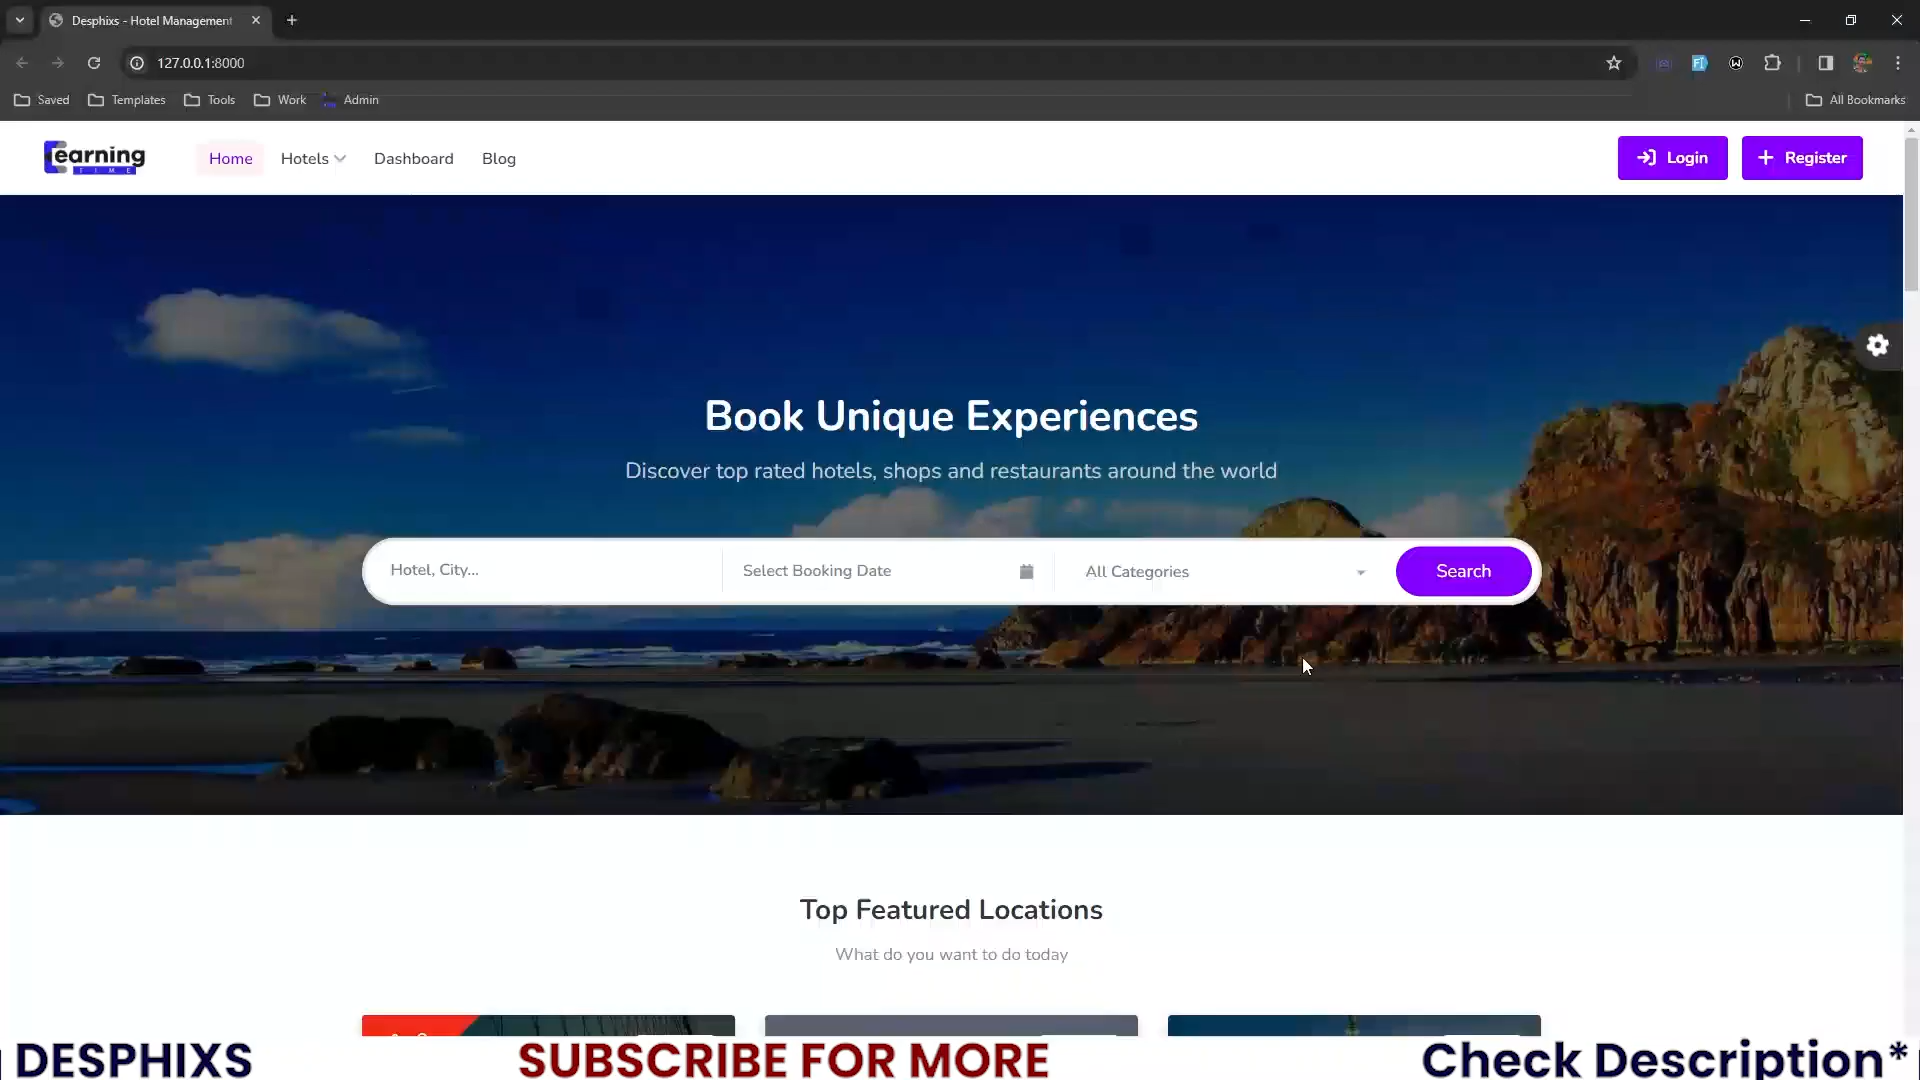 Desphixs - Hotel Management
127.0.0.1:8000
Saved
Templates
Tools
Work
Admin
All Bookmarks
Learning
TIME
Home
Hotels
Dashboard
Blog
Login
Register
Book Unique Experiences
Discover top rated hotels, shops and restaurants around the world
Hotel, City...
Select Booking Date
All Categories
Search
Top Featured Locations
What do you want to do today
DESPHIXS
SUBSCRIBE FOR MORE
Check Description*